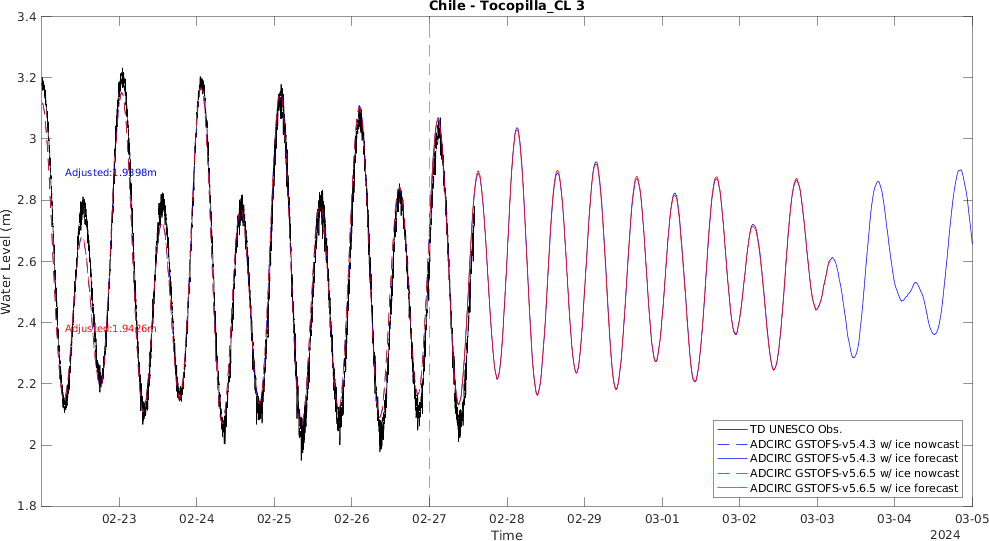 Chile - Tocopilla_CL 3
3.4
3.2
3
2.8
2.6
2.4
2.2
2
1.8
Water Level (m)
Adjusted:1.9398m
Adjusted:1.9426m
TD UNESCO Obs.
ADCIRC GSTOFS-v5.4.3 w/ ice nowcast
ADCIRC GSTOFS-v5.4.3 w/ ice forecast
ADCIRC GSTOFS-v5.6.5 w/ ice nowcast
ADCIRC GSTOFS-v5.6.5 w/ ice forecast
02-23 02-24 02-25 02-26 02-27 02-28 02-29 03-01 03-02 03-03 03-04 03-05
Time
2024